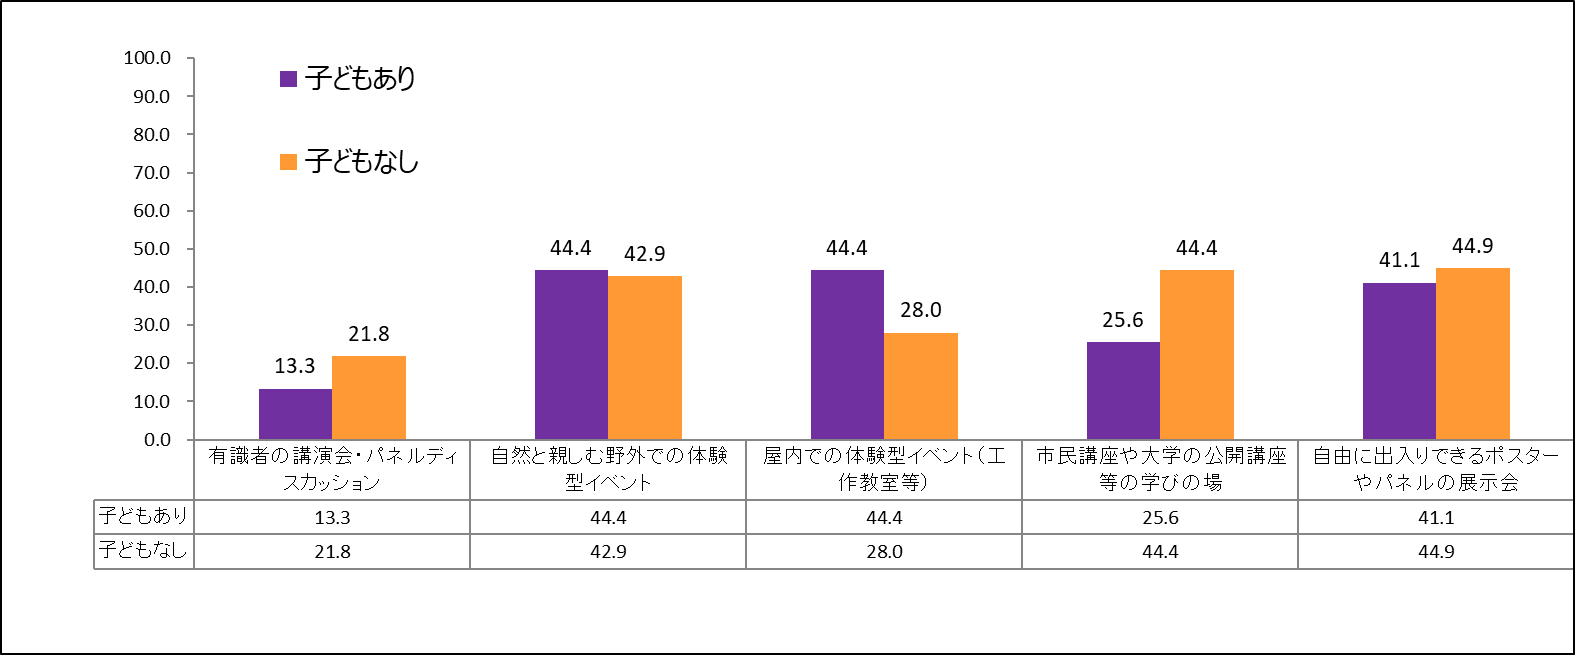 100.0
90.0
80.0
70.0
60.0
50.0
40.0
30.0
20.0
10.0
0.0
子どもあり
子どもなし
13.3
21.8
44.4
42.9
44.4
28.0
25.6
44.4
41.1
44.9
有識者の講演会・パネルディ
スカッション
自然と親しむ野外での体験
型イベント
屋内での体験型イベント（工
作教室等）
市民講座や大学の公開講座
等の学びの場
自由に出入りできるポスター
やパネルの展示会
子どもあり 13.3 44.4 44.4 25.6 41.1
子どもなし 21.8 42.9 28.0 44.4 44.9